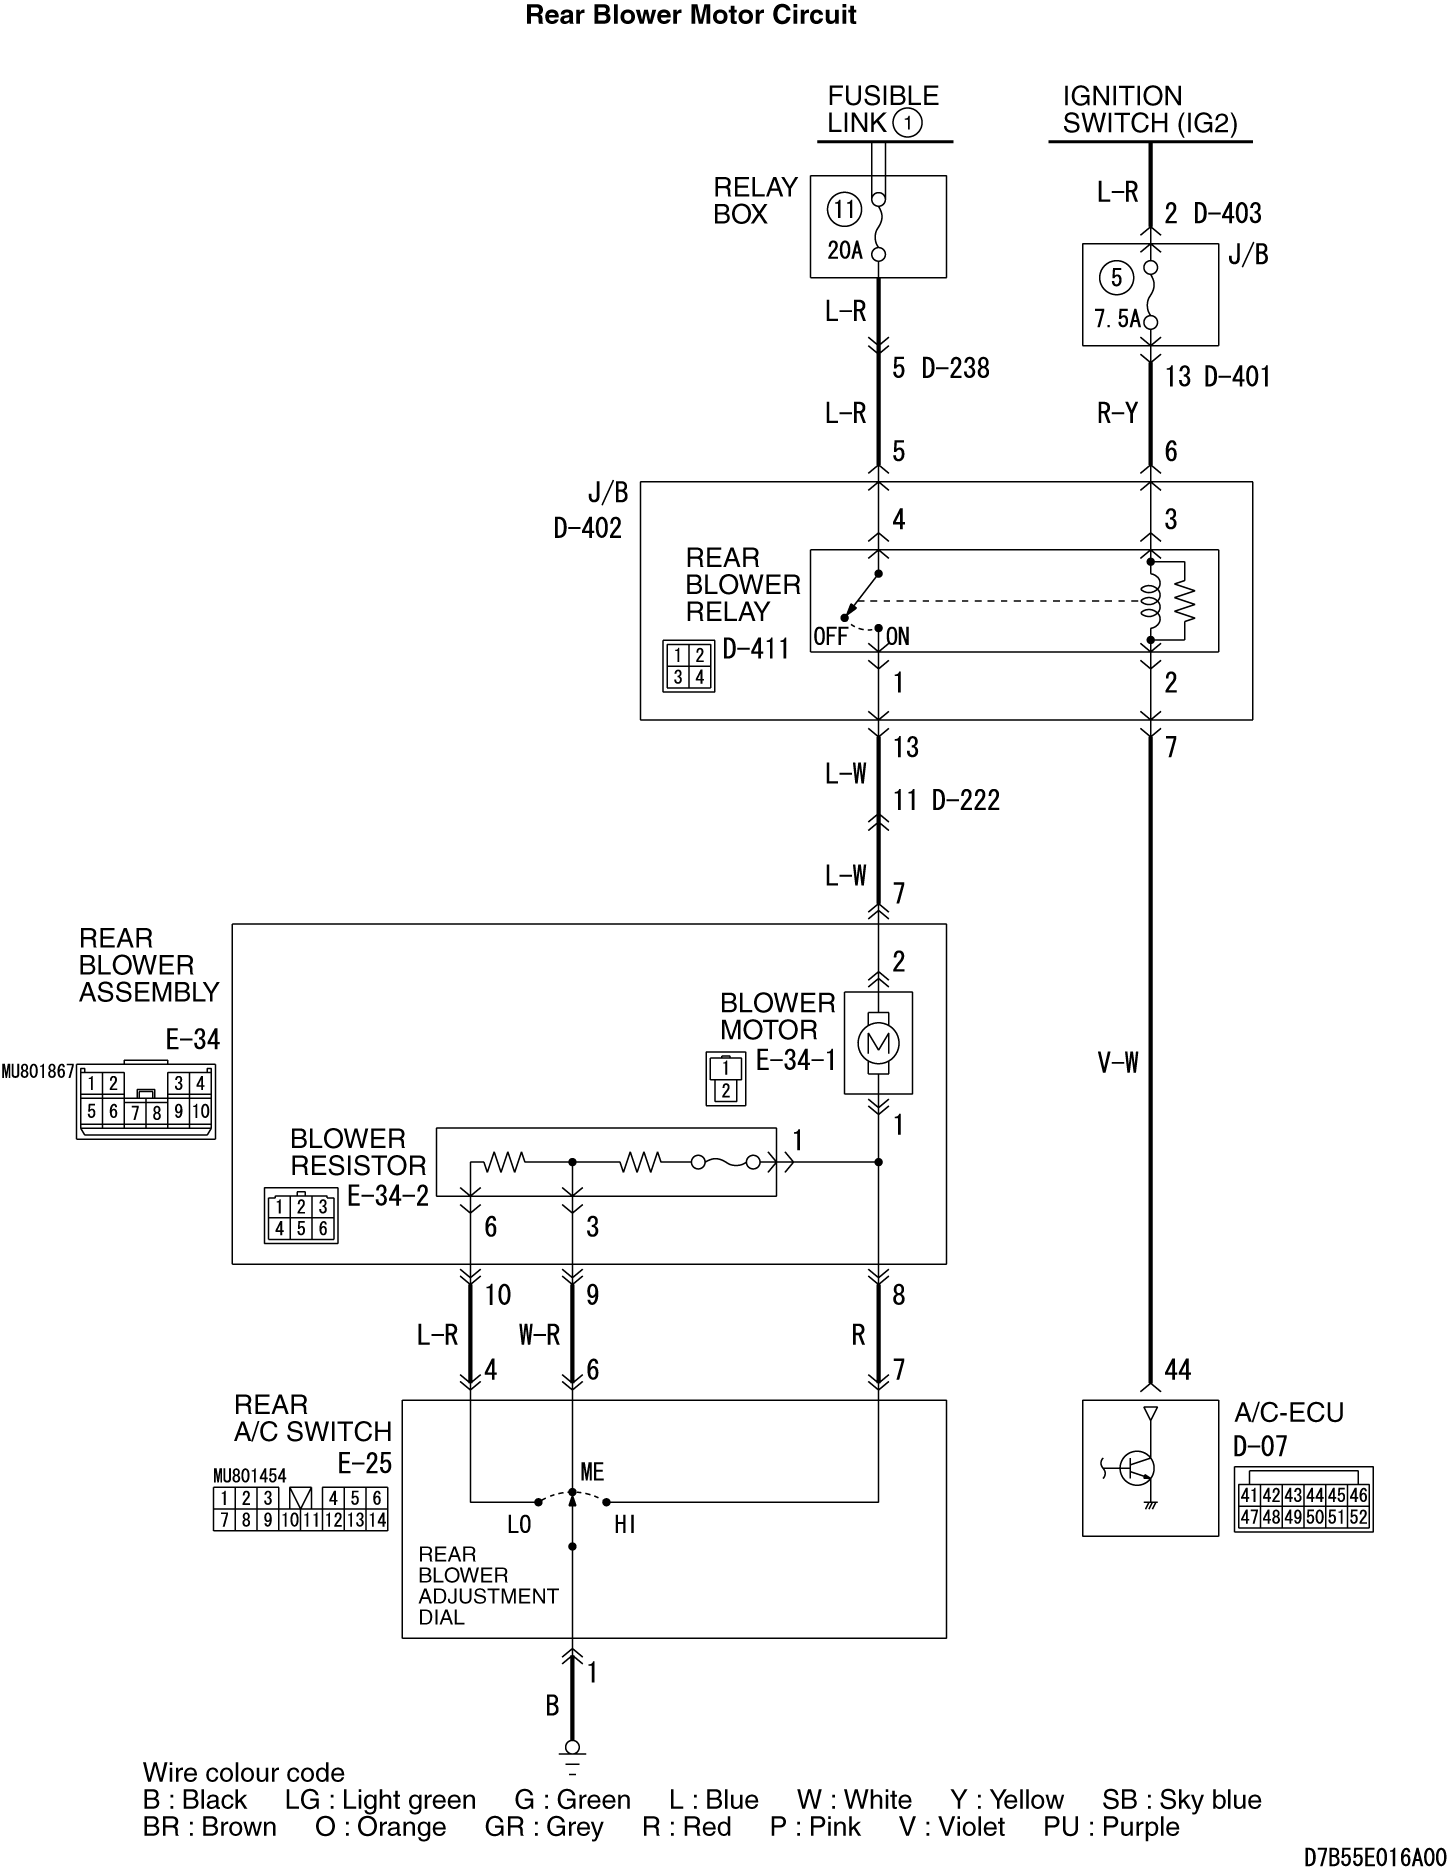 Rear Blower Motor Circuit
FUSIBLE
LINK 1
IGNITION
SWITCH (IG2)
RELAY
BOX
11
20A
L-R
2 D-403
J/B
5
7.5A
L-R
5 D-238
13 D-401
L-R
R-Y
5
6
J/B
D-402
4
3
REAR
BLOWER
RELAY
OFF
ON
D-411
1 2
3 4
1
2
13
7
L-W
11 D-222
L-W
7
REAR
BLOWER
ASSEMBLY
E-34
MU801867
1 2 3 4
5 6 7 8 9 10
2
BLOWER
MOTOR
E-34-1
M
1
2
1
BLOWER
RESISTOR
E-34-2
1 2 3
4 5 6
1
6
3
V-W
10
9
8
L-R
W-R
R
4
6
7
44
REAR
A/C SWITCH
E-25
MU801454
1 2 3 4 5 6
7 8 9 10 11 12 13 14
ME
LO
HI
REAR
BLOWER
ADJUSTMENT
DIAL
A/C-ECU
D-07
41 42 43 44 45 46
47 48 49 50 51 52
1
B
Wire colour code
B : Black LG : Light green G : Green L : Blue W : White Y : Yellow SB : Sky blue
BR : Brown O : Orange GR : Grey R : Red P : Pink V : Violet PU : Purple
D7B55E016A00